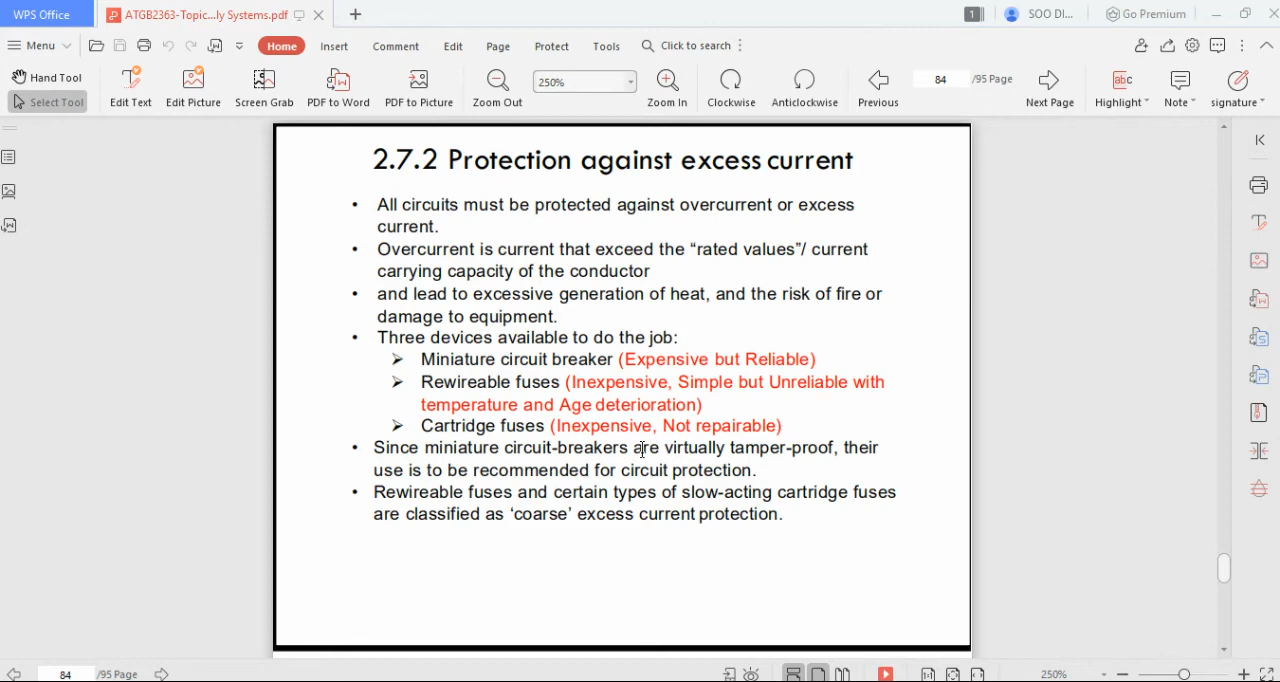 WPS Office
ATGB2363-Topic...ly Systems.pdf
1
SOO DI...
Go Premium
Menu
Home
Insert
Comment
Edit
Page
Protect
Tools
Click to search
Hand Tool
Select Tool
Edit Text
Edit Picture
Screen Grab
PDF to Word
PDF to Picture
Zoom Out
250%
Zoom In
Clockwise
Anticlockwise
Previous
84
/95 Page
Next Page
abc
Highlight
Note
signature
2.7.2 Protection against excess current
• All circuits must be protected against overcurrent or excess
current.
• Overcurrent is current that exceed the “rated values”/ current
carrying capacity of the conductor
• and lead to excessive generation of heat, and the risk of fire or
damage to equipment.
• Three devices available to do the job:
➢ Miniature circuit breaker (Expensive but Reliable)
➢ Rewireable fuses (Inexpensive, Simple but Unreliable with
temperature and Age deterioration)
➢ Cartridge fuses (Inexpensive, Not repairable)
• Since miniature circuit-breakers are virtually tamper-proof, their
use is to be recommended for circuit protection.
• Rewireable fuses and certain types of slow-acting cartridge fuses
are classified as ‘coarse’ excess current protection.
84
/95 Page
250%